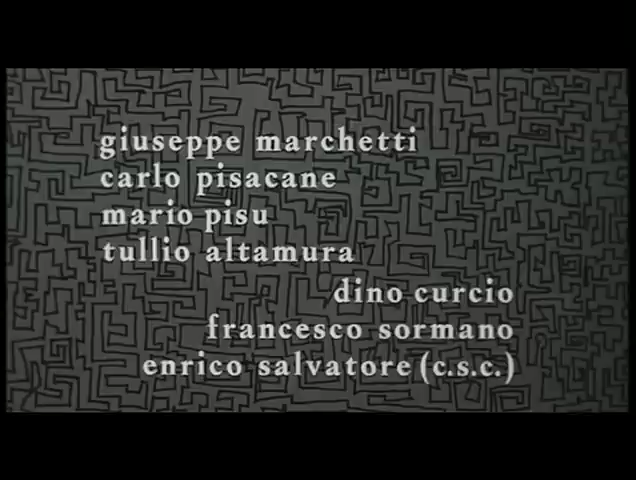 giuseppe marchetti
carlo pisacane
mario pisu
tullio altamura
dino curcio
francesco sormano
enrico salvatore (c.s.c.)